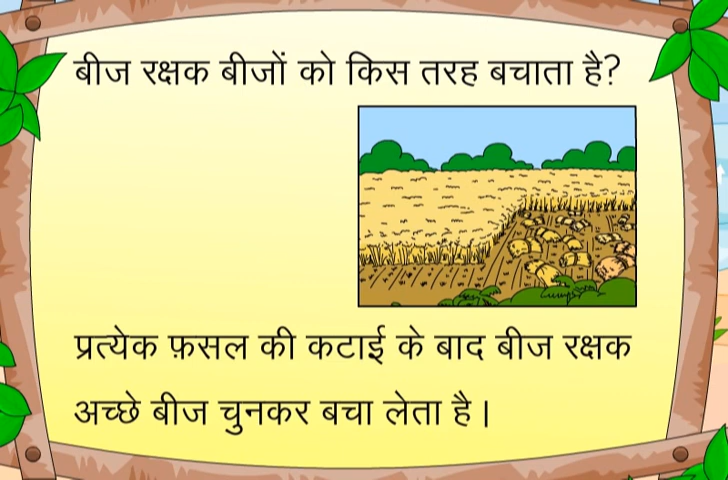 बीज रक्षक बीजों को किस तरह बचाता है?
प्रत्येक फ़सल की कटाई के बाद बीज रक्षक
अच्छे बीज चुनकर बचा लेता है।